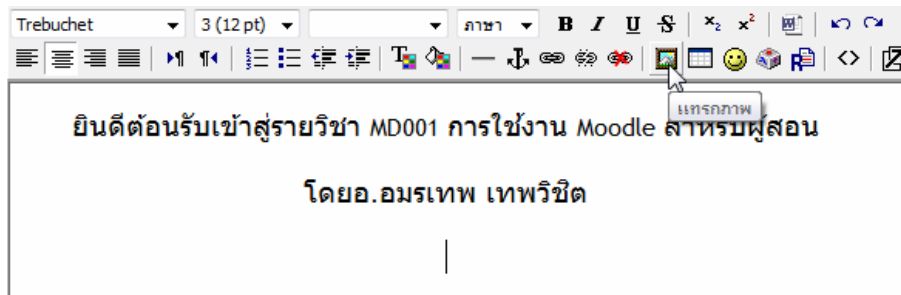 Trebuchet 3 (12 pt) ภาษา B I U S x₂ x²
แทรกภาพ
ยินดีต้อนรับเข้าสู่รายวิชา MD001 การใช้งาน Moodle สำหรับผู้สอน
โดยอ.อมรเทพ เทพวิชิต